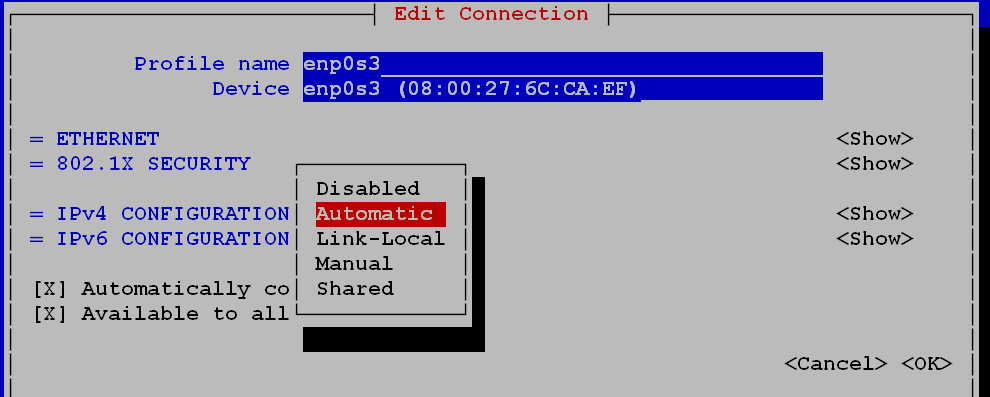 Edit Connection
Profile name enp0s3
Device enp0s3 (08:00:27:6C:CA:EF)
= ETHERNET <Show>
= 802.1X SECURITY <Show>
Disabled
= IPv4 CONFIGURATION Automatic <Show>
= IPv6 CONFIGURATION Link-Local <Show>
Manual
[X] Automatically co Shared
[X] Available to all
<Cancel> <OK>